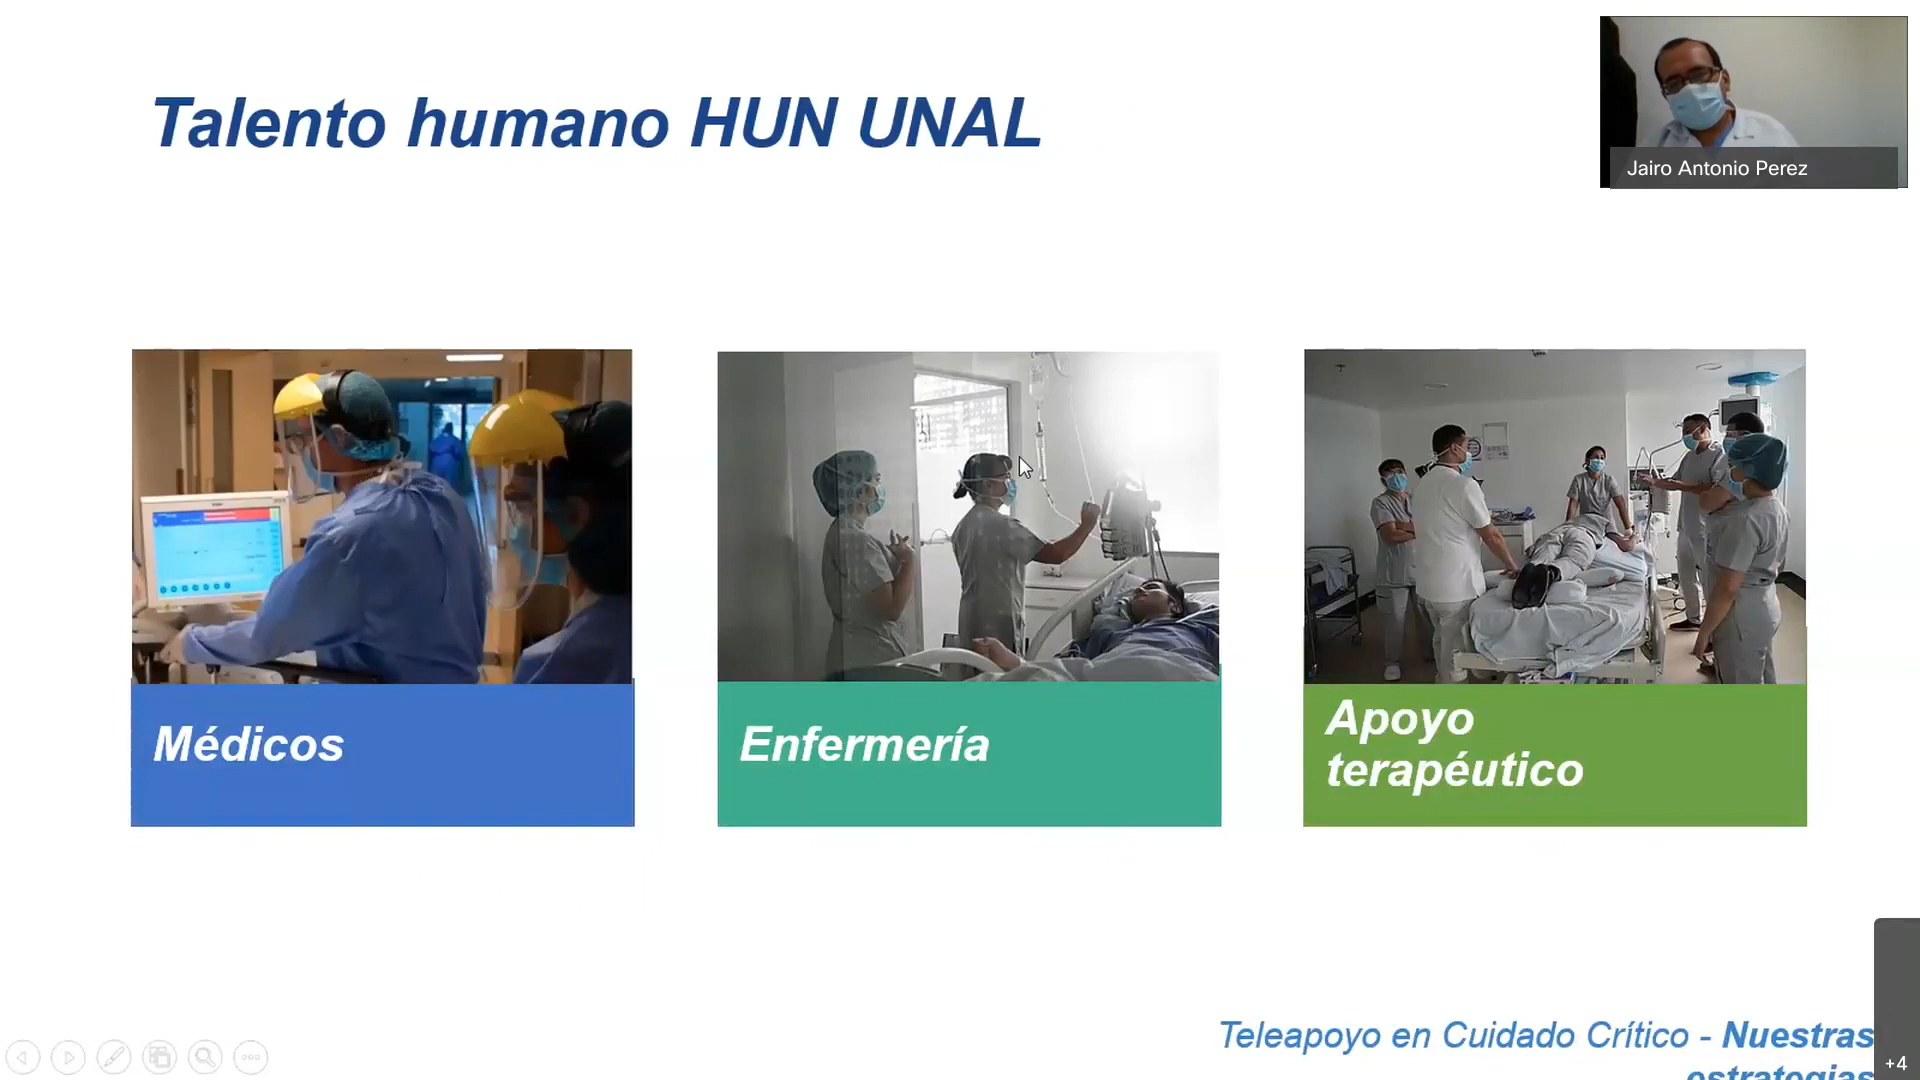 Talento humano HUN UNAL
Jairo Antonio Perez
Médicos
Enfermería
Apoyo
terapéutico
Teleapoyo en Cuidado Crítico - Nuestras
estrategias
+4